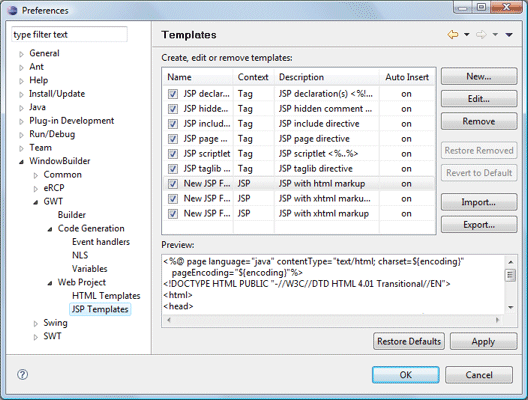 Preferences
type filter text
General
Ant
Help
Install/Update
Java
Plug-in Development
Run/Debug
Team
WindowBuilder
Common
eRCP
GWT
Builder
Code Generation
Event handlers
NLS
Variables
Web Project
HTML Templates
JSP Templates
Swing
SWT
Templates
Create, edit or remove templates:
Name Context Description Auto Insert
JSP declar... Tag JSP declaration(s) <%!... on
JSP hidde... Tag JSP hidden comment ... on
JSP includ... Tag JSP include directive on
JSP page ... Tag JSP page directive on
JSP scriptlet Tag JSP scriptlet <%..%> on
JSP taglib ... Tag JSP taglib directive on
New JSP F... JSP JSP with html markup on
New JSP F... JSP JSP with xhtml marku... on
New JSP F... JSP JSP with xhtml markup on
New...
Edit...
Remove
Restore Removed
Revert to Default
Import...
Export...
Preview:
<%@ page language="java" contentType="text/html; charset=${encoding}"
pageEncoding="${encoding}"%>
<!DOCTYPE HTML PUBLIC "-//W3C//DTD HTML 4.01 Transitional//EN">
<html>
<head>
Restore Defaults Apply
? OK Cancel